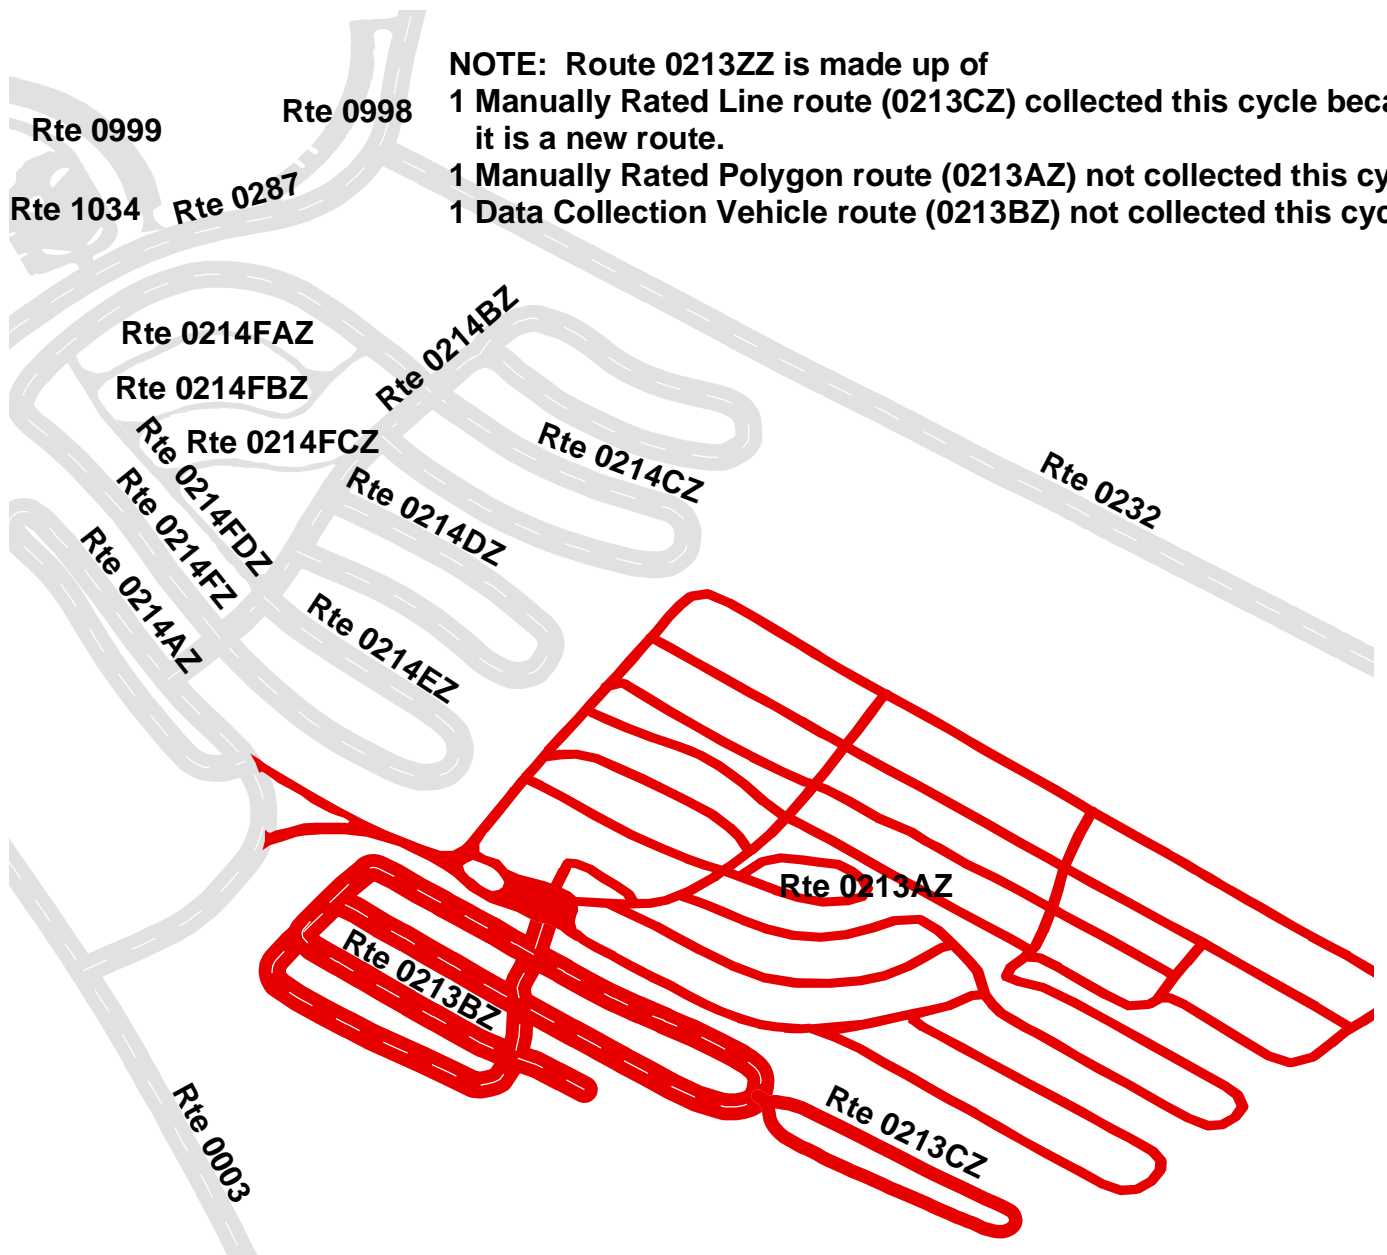 NOTE: Route 0213ZZ is made up of
1 Manually Rated Line route (0213CZ) collected this cycle
it is a new route.
1 Manually Rated Polygon route (0213AZ) not collected this
1 Data Collection Vehicle route (0213BZ) not collected this
Rte 0998
Rte 0999
Rte 1034
Rte 0287
Rte 0214FAZ
Rte 0214BZ
Rte 0214FBZ
Rte 0214FCZ
Rte 0214CZ
Rte 0232
Rte 0214FDZ
Rte 0214DZ
Rte 0214FZ
Rte 0214AZ
Rte 0214EZ
Rte 0213AZ
Rte 0213BZ
Rte 0213CZ
Rte 0003